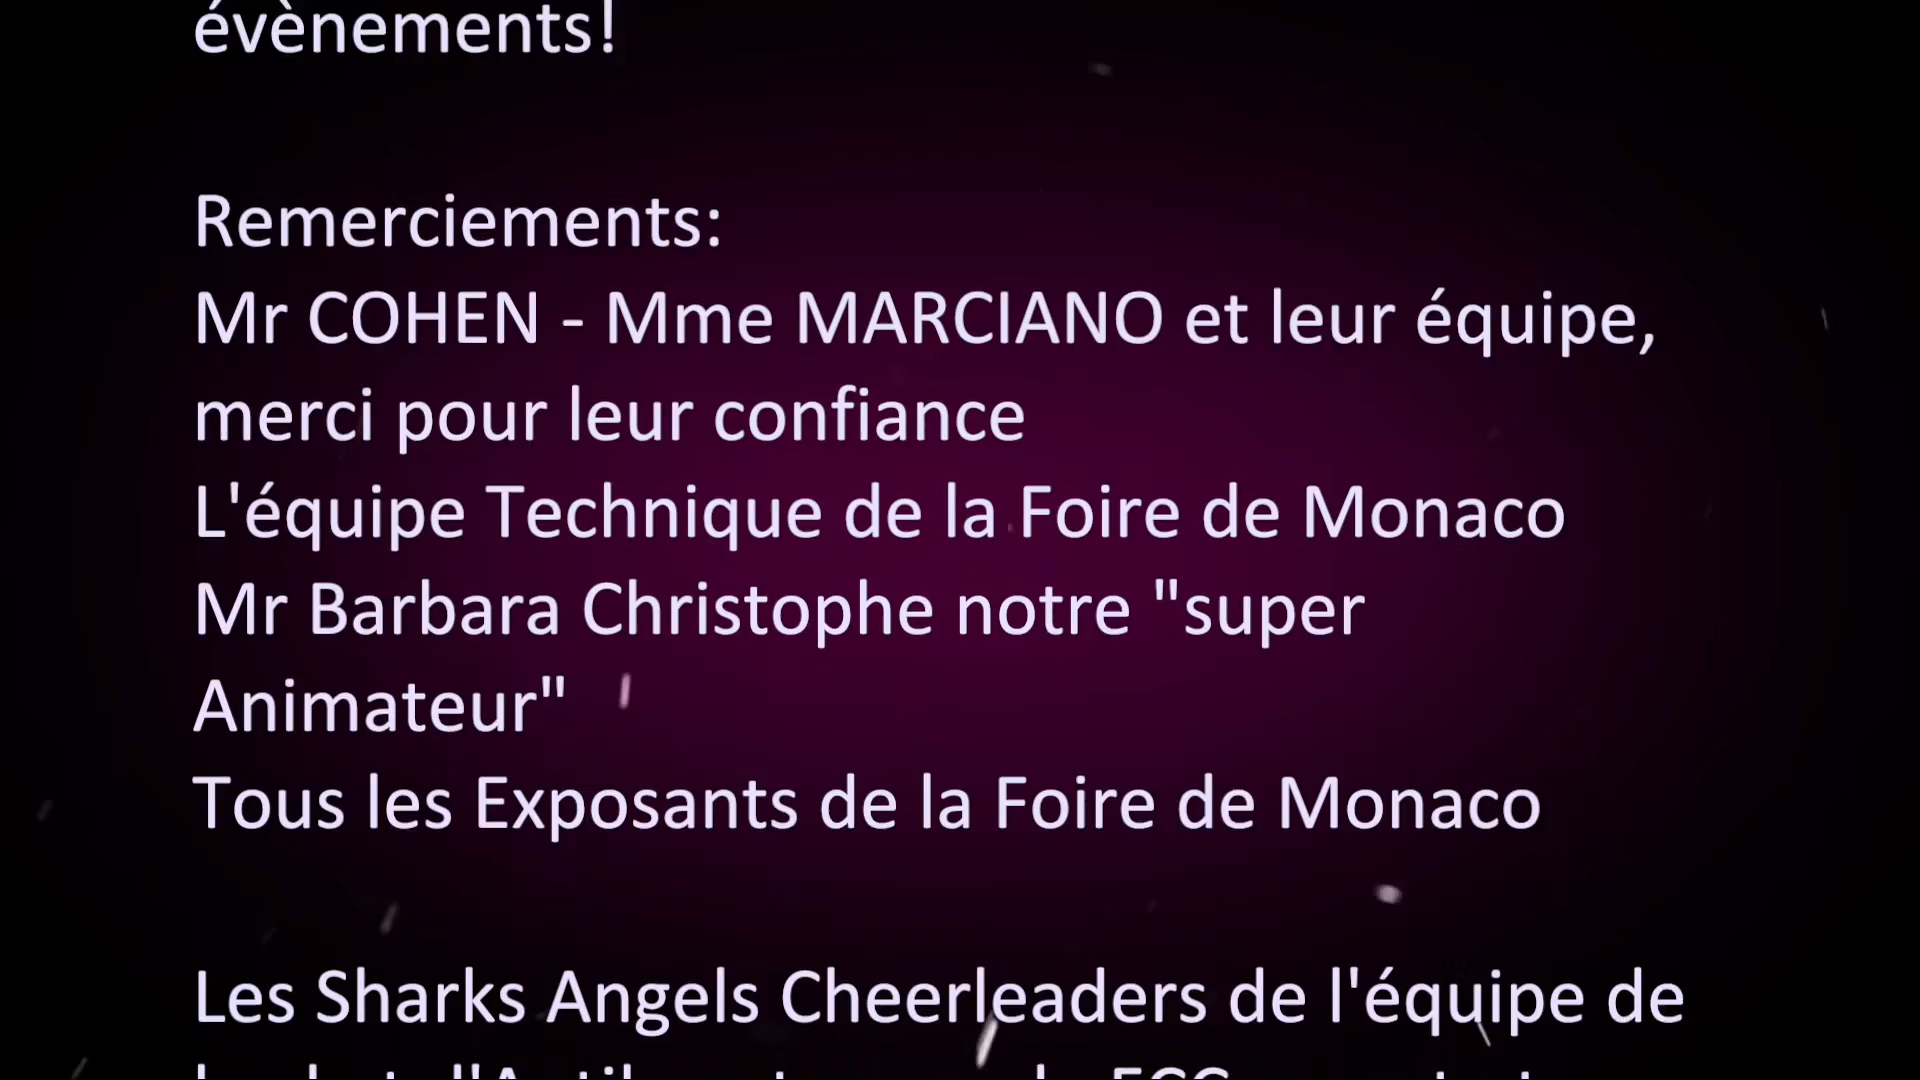 évènements!
Remerciements:
Mr COHEN - Mme MARCIANO et leur équipe,
merci pour leur confiance
L'équipe Technique de la Foire de Monaco
Mr Barbara Christophe notre "super
Animateur"
Tous les Exposants de la Foire de Monaco
Les Sharks Angels Cheerleaders de l'équipe de